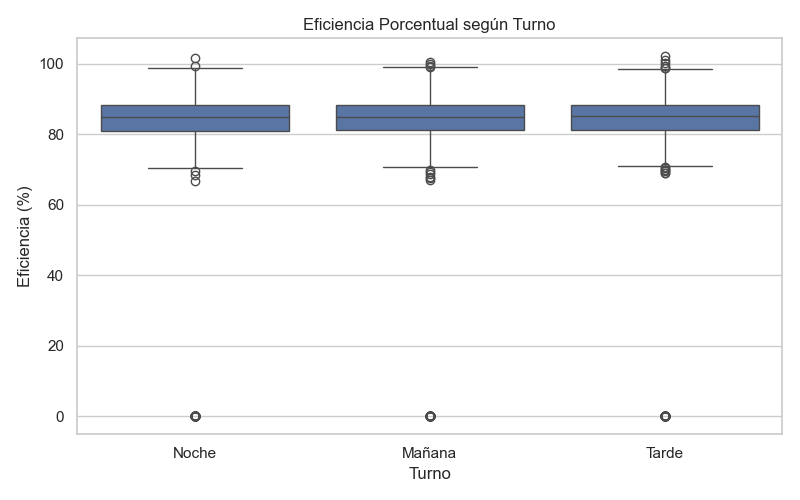 Eficiencia Porcentual según Turno
Eficiencia (%)
100
80
60
40
20
0
Noche
Mañana
Tarde
Turno